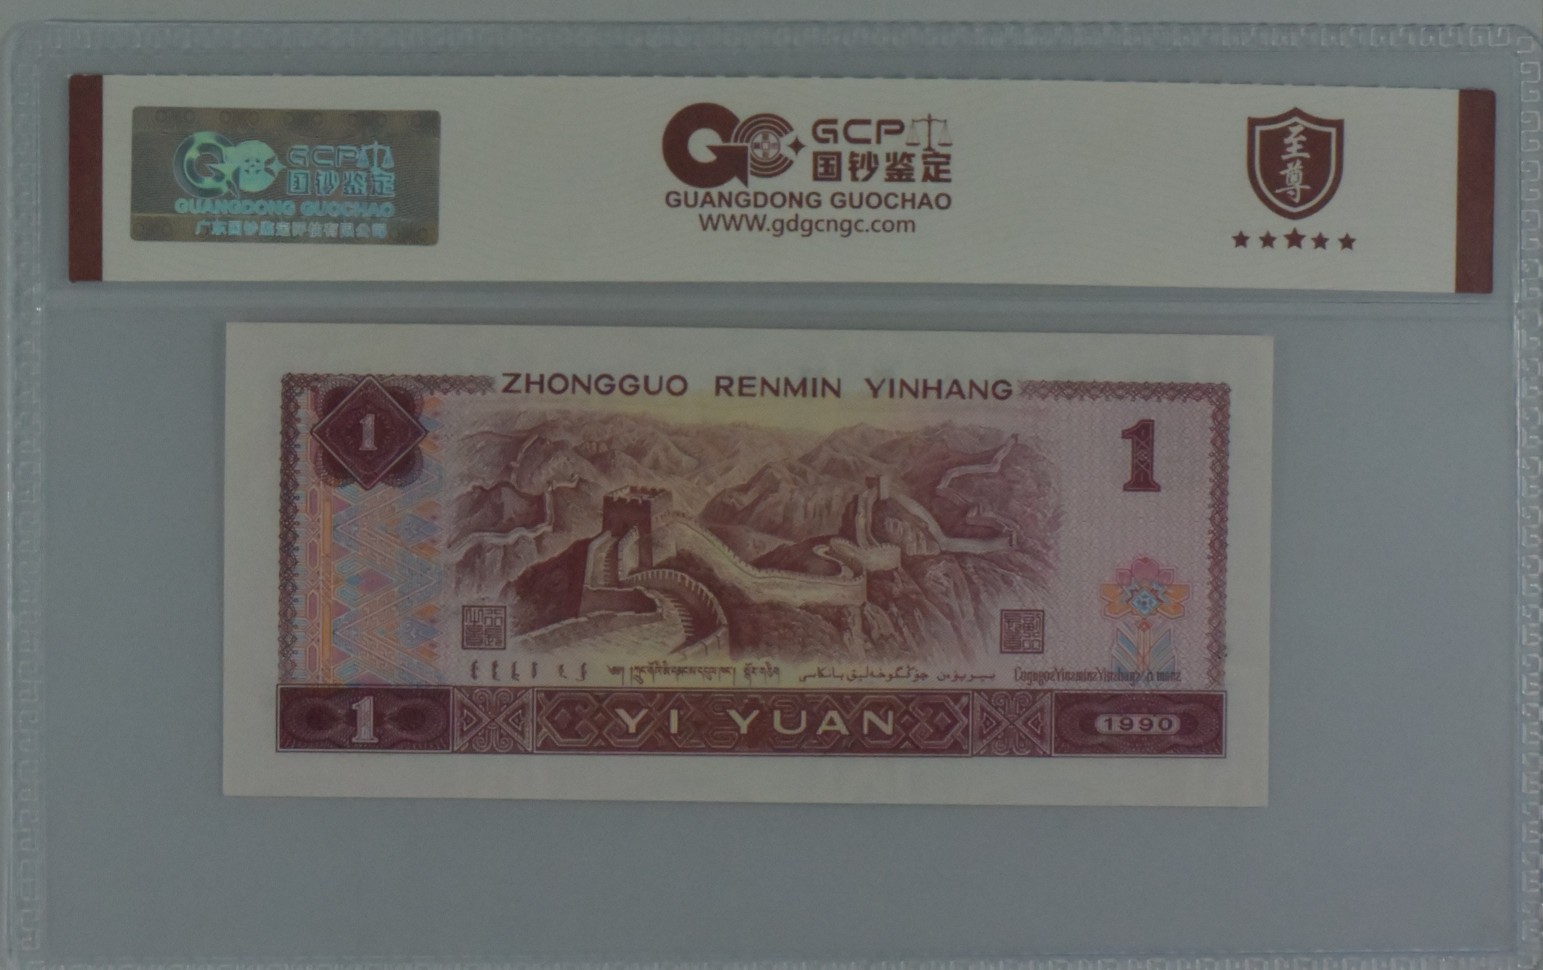 GCP
国钞鉴定
GUANGDONG GUOCHAO
GCP
国钞鉴定
GUANGDONG GUOCHAO
WWW.gdgcngc.com
至尊
ZHONGGUO RENMIN YINHANG
1
1
1
YI YUAN
1990